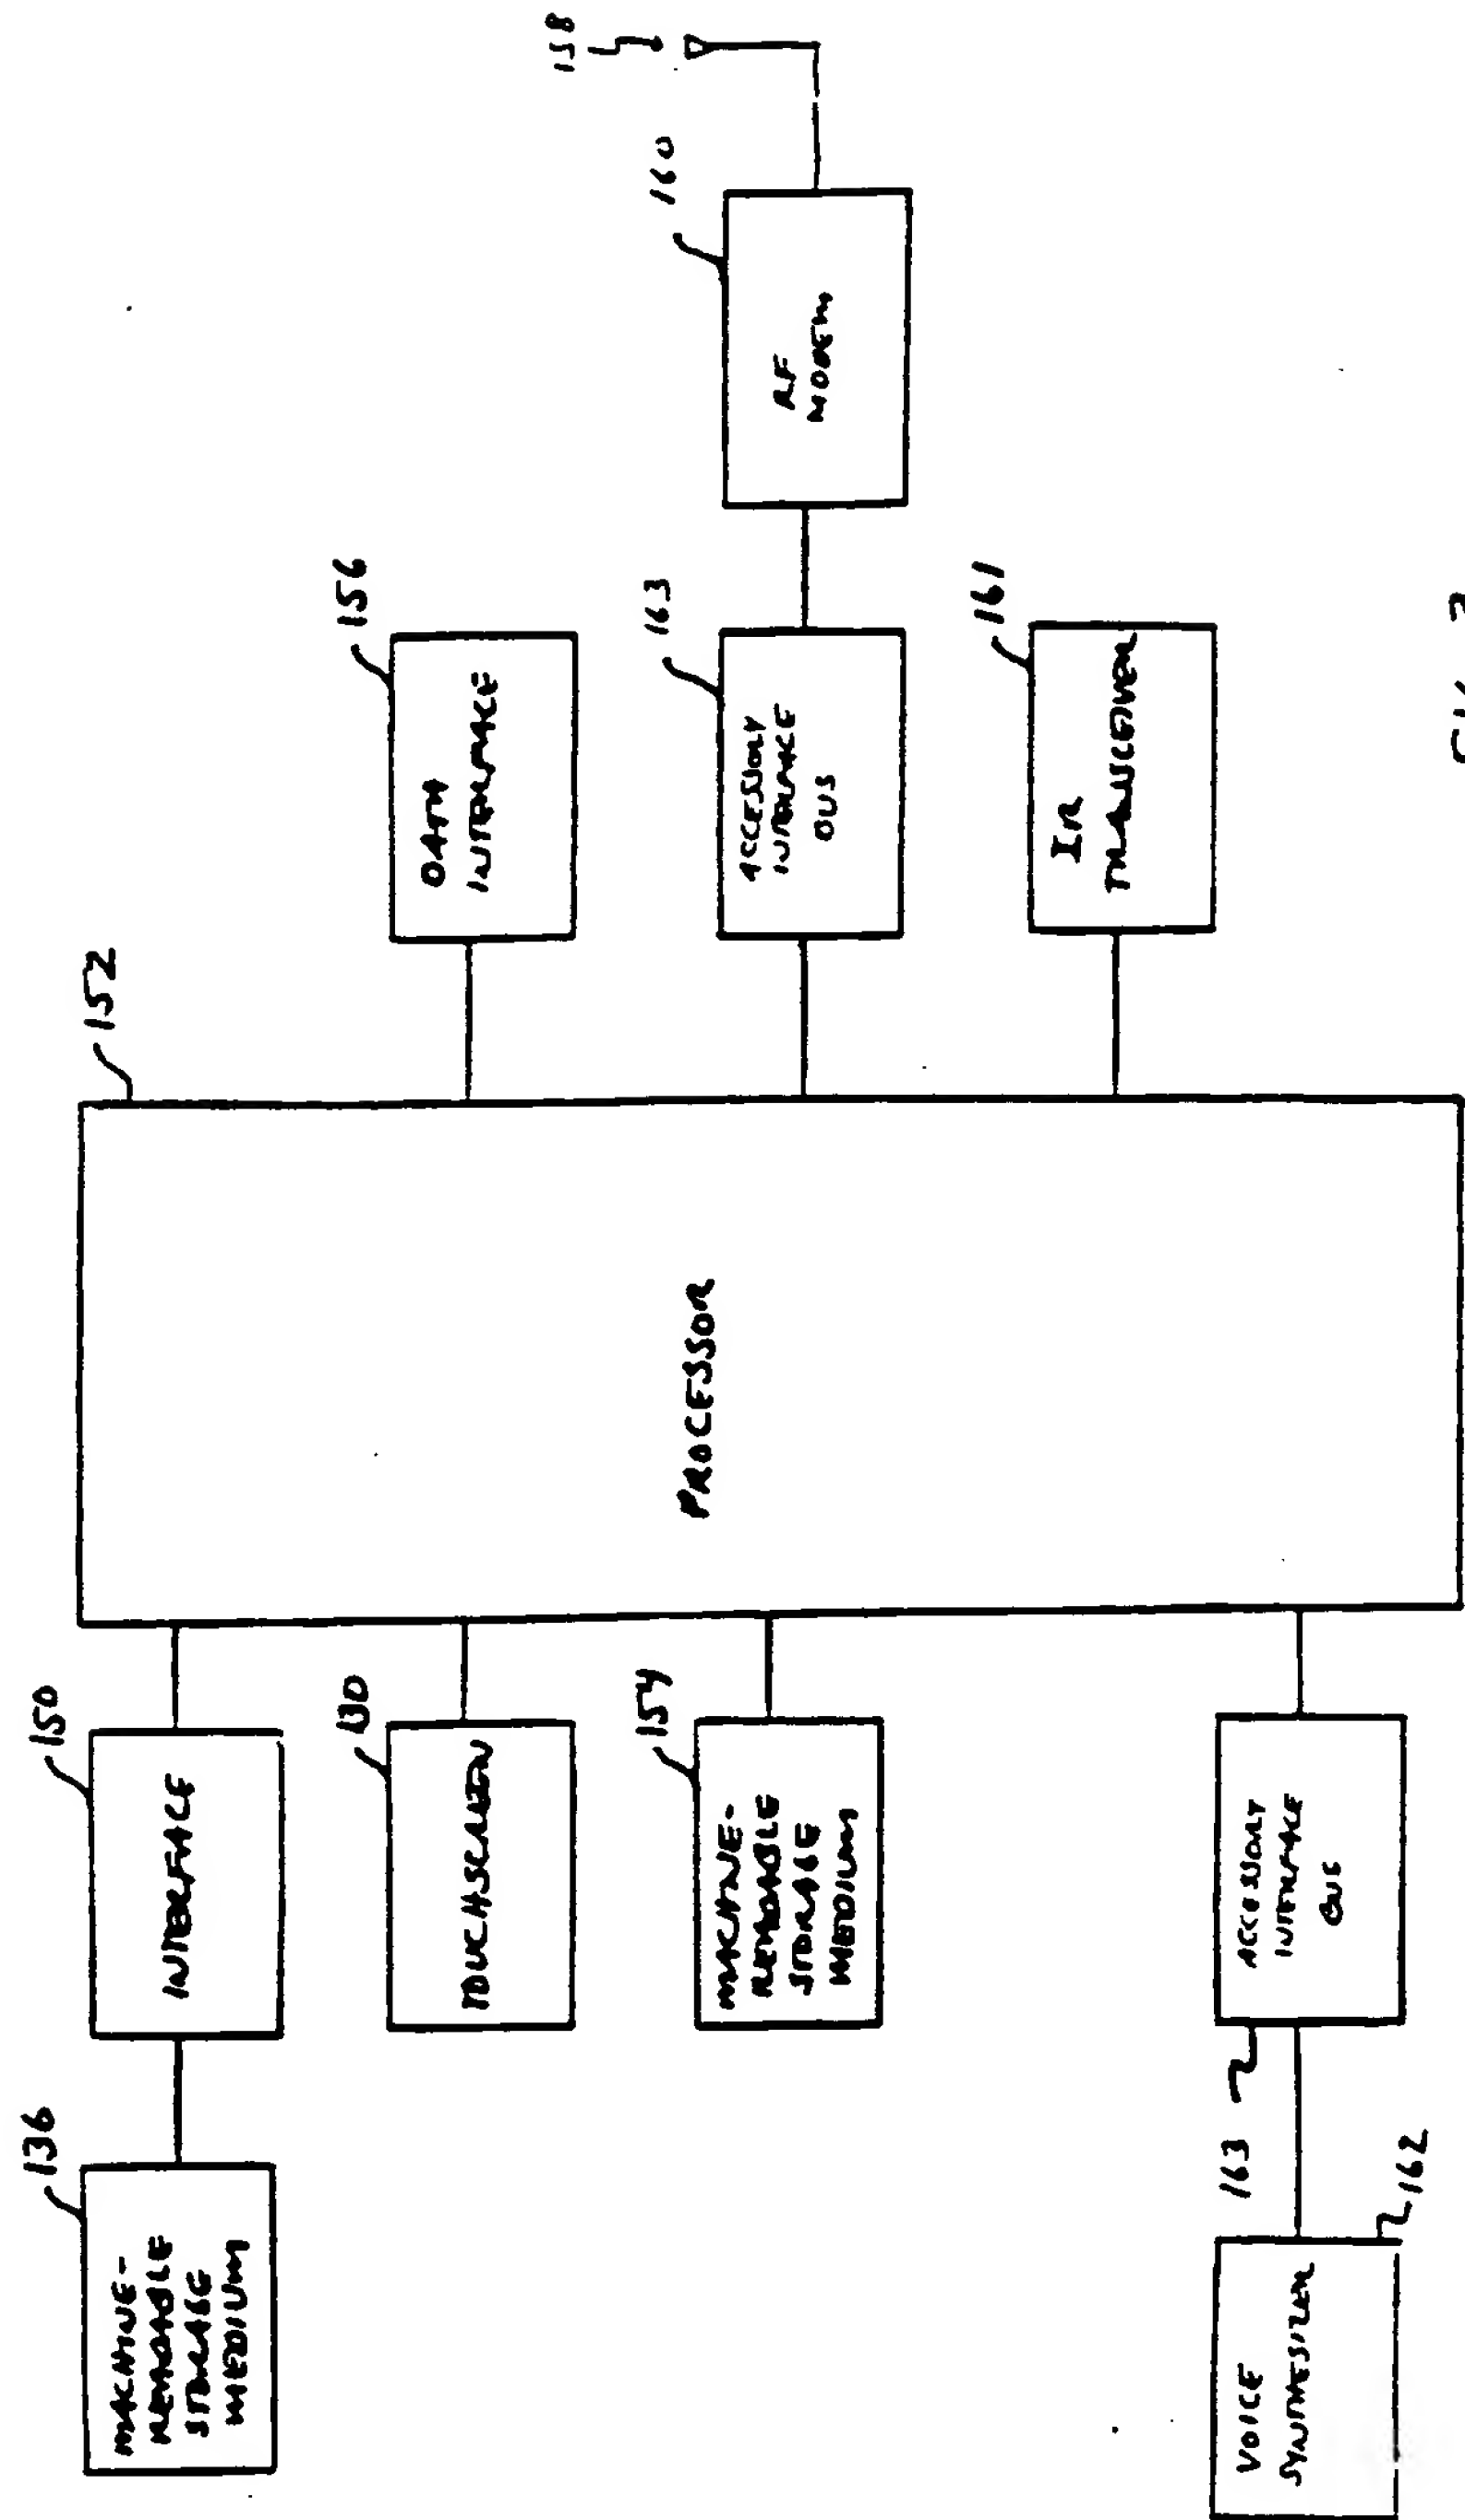 136
MACHINE-
READABLE
STORAGE
MEDIUM
150
INTERFACE
130
TOUCHSCREEN
154
MACHINE-
READABLE
STORAGE
MEDIUM
163
ACCESSORY
INTERFACE
BUS
162
VOICE
SYNTHESIZER
152
PROCESSOR
156
DATA
INTERFACE
163
ACCESSORY
INTERFACE
BUS
161
IR
TRANSCEIVER
160
RF
MODEM
158